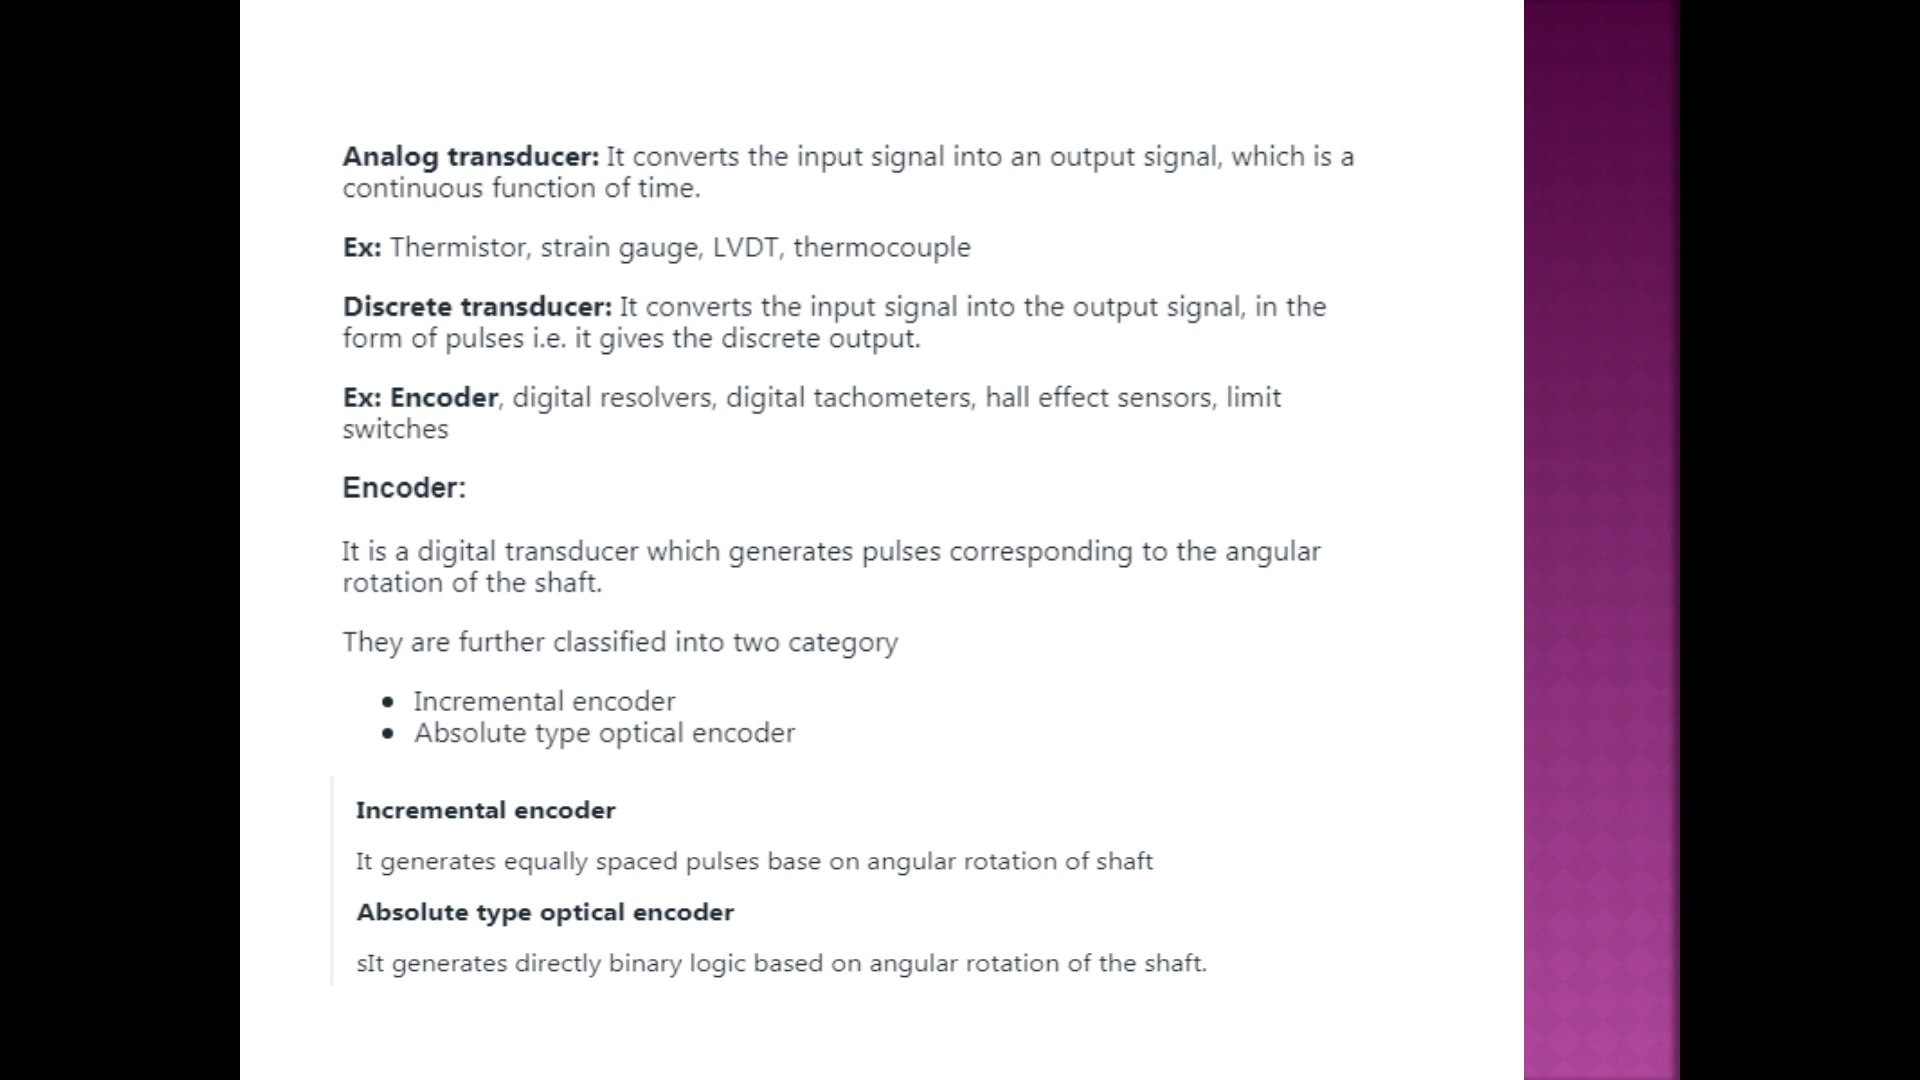 Analog transducer: It converts the input signal into an output signal, which is a
continuous function of time.
Ex: Thermistor, strain gauge, LVDT, thermocouple
Discrete transducer: It converts the input signal into the output signal, in the
form of pulses i.e. it gives the discrete output.
Ex: Encoder, digital resolvers, digital tachometers, hall effect sensors, limit
switches
Encoder:
It is a digital transducer which generates pulses corresponding to the angular
rotation of the shaft.
They are further classified into two category
• Incremental encoder
• Absolute type optical encoder
Incremental encoder
It generates equally spaced pulses base on angular rotation of shaft
Absolute type optical encoder
sIt generates directly binary logic based on angular rotation of the shaft.